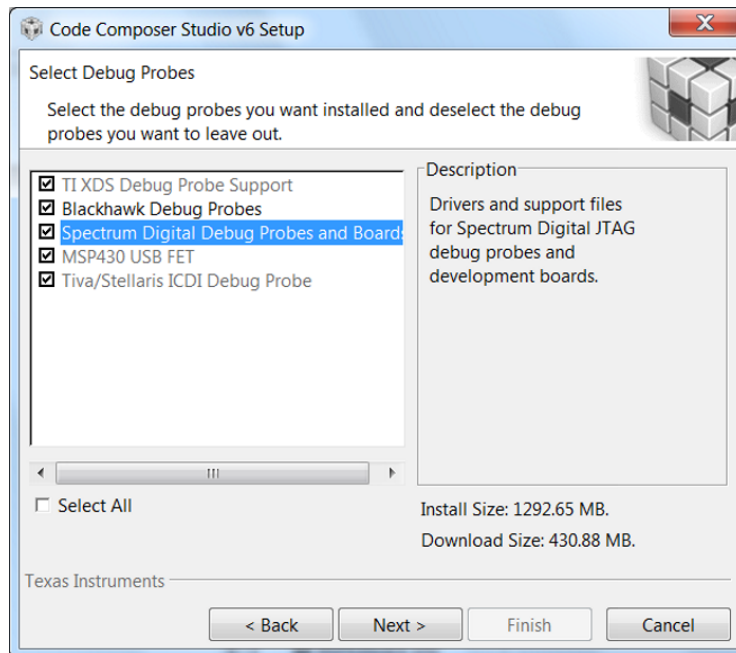 Code Composer Studio v6 Setup
Select Debug Probes
Select the debug probes you want installed and deselect the debug
probes you want to leave out.
TI XDS Debug Probe Support
Blackhawk Debug Probes
Spectrum Digital Debug Probes and Boards
MSP430 USB FET
Tiva/Stellaris ICDI Debug Probe
Description
Drivers and support files
for Spectrum Digital JTAG
debug probes and
development boards.
Select All
Install Size: 1292.65 MB.
Download Size: 430.88 MB.
Texas Instruments
< Back
Next >
Finish
Cancel